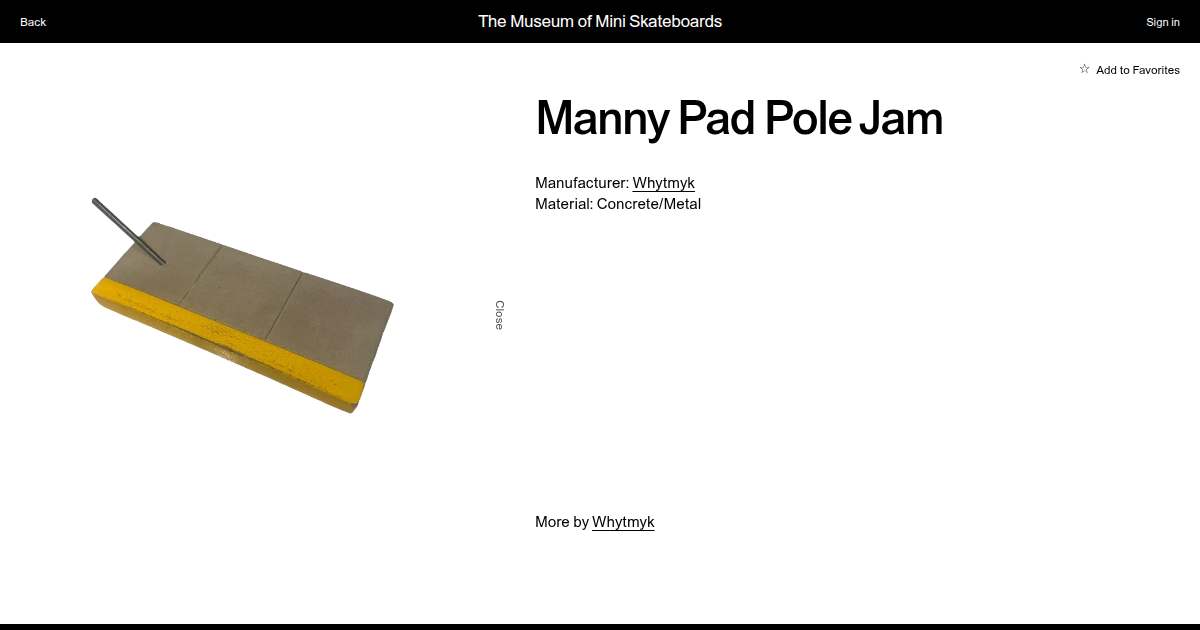 Back
The Museum of Mini Skateboards
Sign in
☆ Add to Favorites
Manny Pad Pole Jam
Manufacturer: Whytmyk
Material: Concrete/Metal
Close
More by Whytmyk